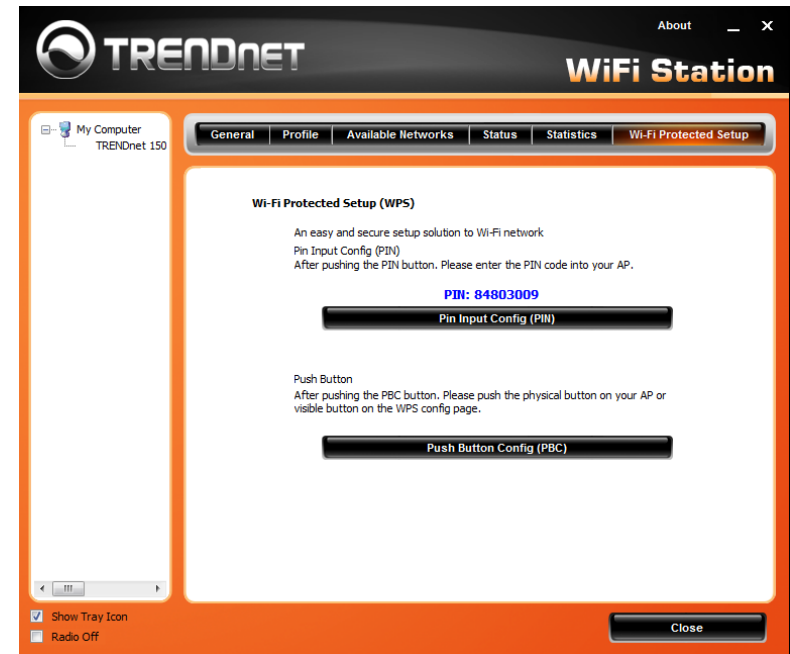 About
TRENDNET
WiFi Station
My Computer
TRENDnet 150
General Profile Available Networks Status Statistics Wi-Fi Protected Setup
Wi-Fi Protected Setup (WPS)
An easy and secure setup solution to Wi-Fi network
Pin Input Config (PIN)
After pushing the PIN button. Please enter the PIN code into your AP.
PIN: 84803009
Pin Input Config (PIN)
Push Button
After pushing the PBC button. Please push the physical button on your AP or
visible button on the WPS config page.
Push Button Config (PBC)
Show Tray Icon
Radio Off
Close